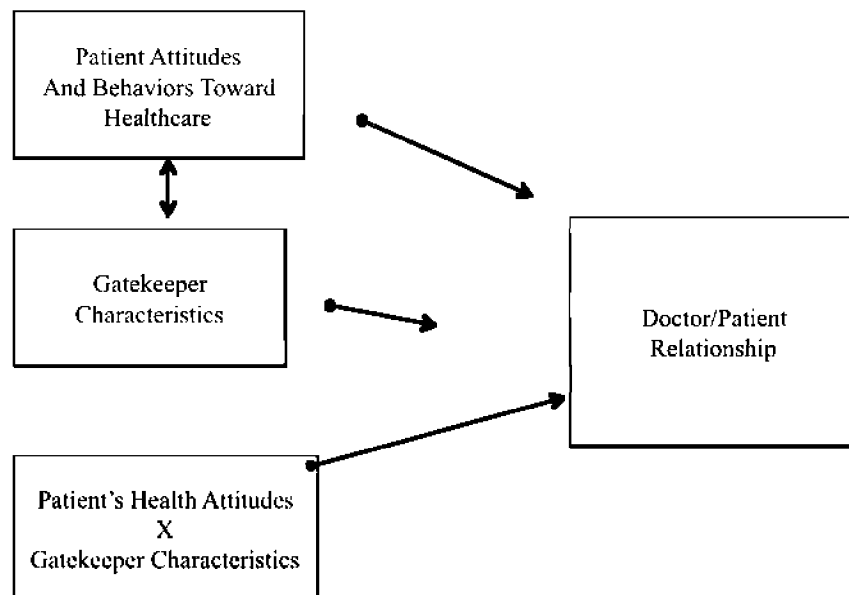 Patient Attitudes
And Behaviors Toward
Healthcare
Gatekeeper
Characteristics
Doctor/Patient
Relationship
Patient's Health Attitudes
X
Gatekeeper Characteristics